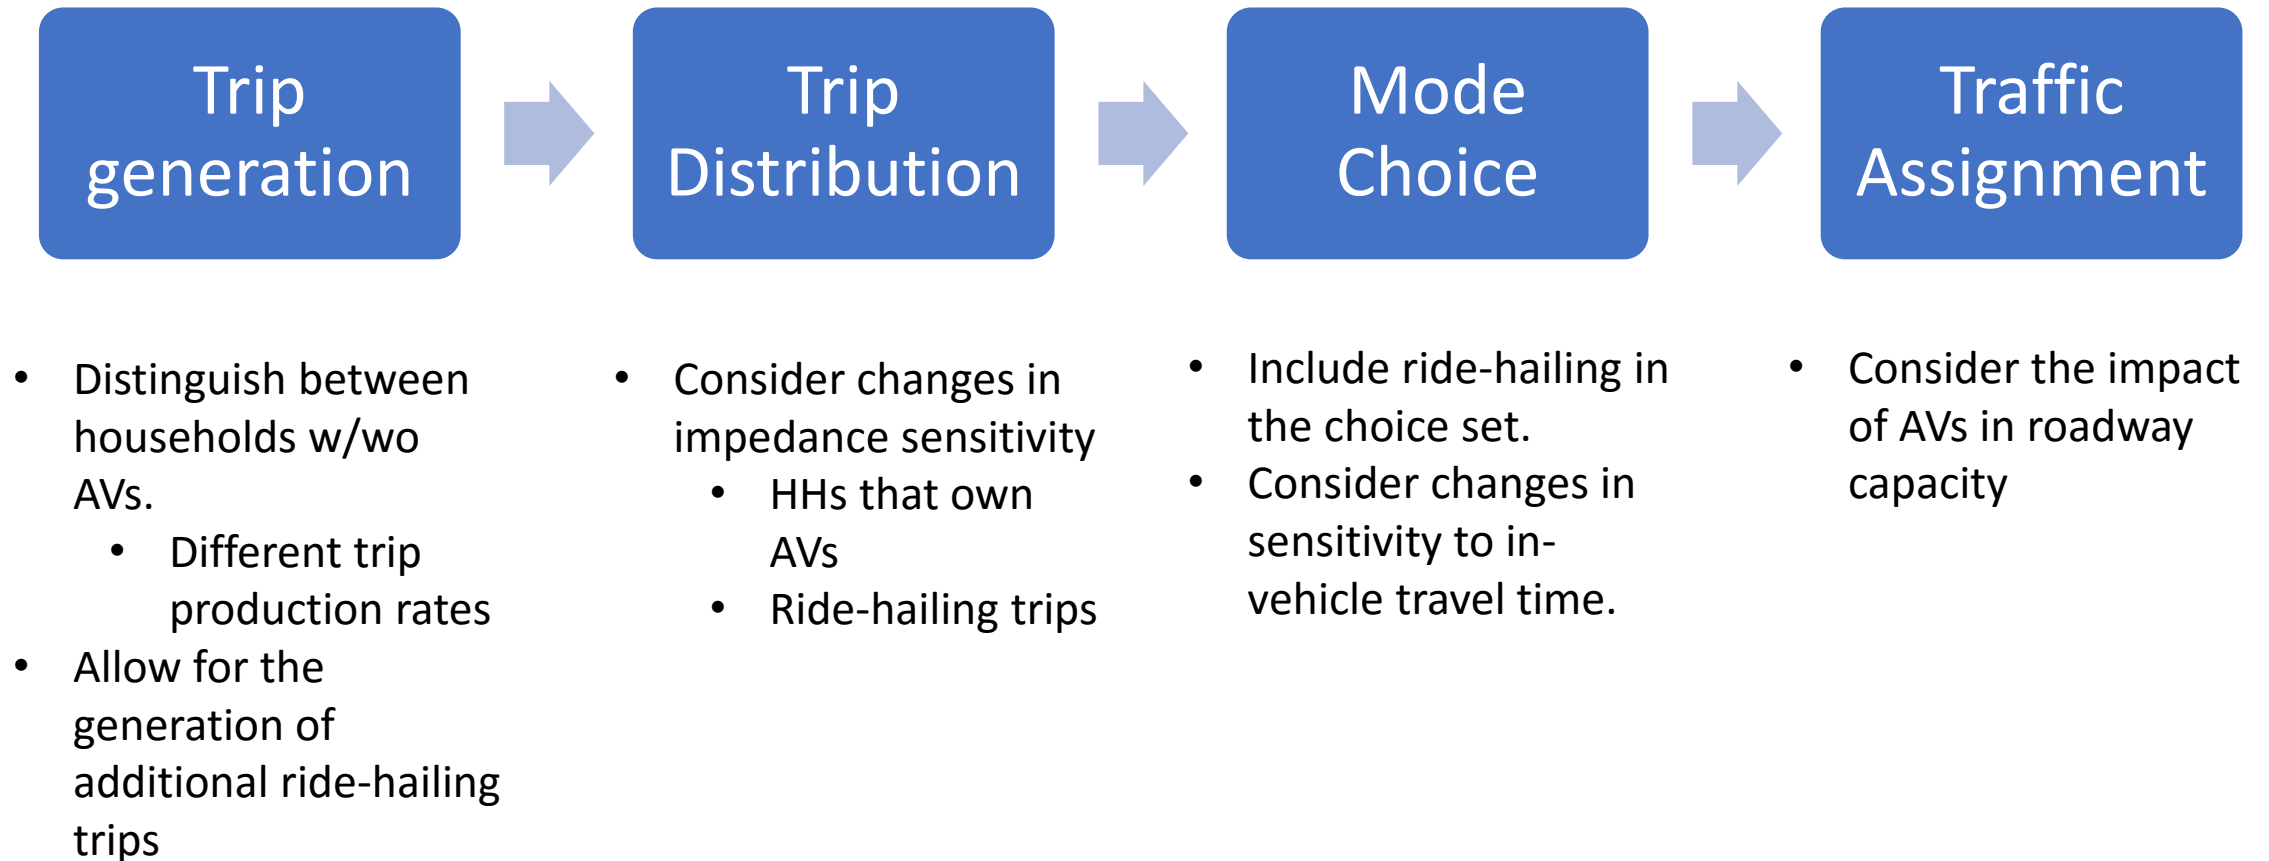 Trip
generation
Trip
Distribution
Mode
Choice
Traffic
Assignment
• Distinguish between
households w/wo
AVs.
• Different trip
production rates
• Allow for the
generation of
additional ride-hailing
trips
• Consider changes in
impedance sensitivity
• HHs that own
AVs
• Ride-hailing trips
• Include ride-hailing in
the choice set.
• Consider changes in
sensitivity to in-
vehicle travel time.
• Consider the impact
of AVs in roadway
capacity